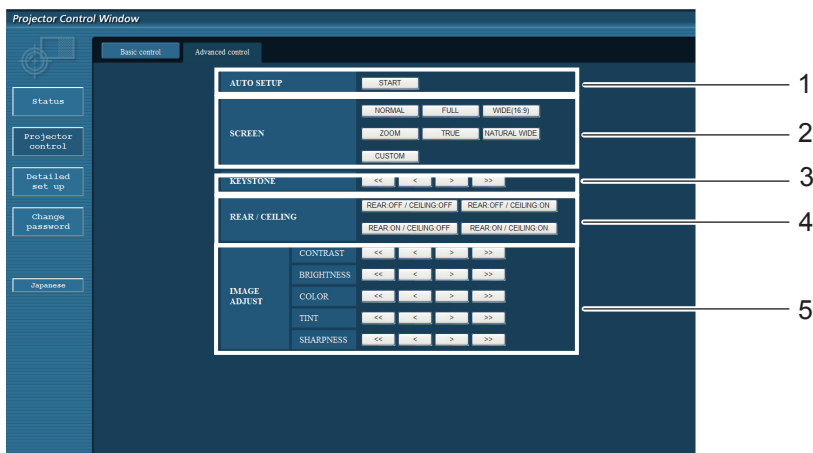 Projector Control Window
Basic control Advanced control
AUTO SETUP START 1
Status
NORMAL FULL WIDE(16:9)
SCREEN ZOOM TRUE NATURAL WIDE 2
CUSTOM
Projector
control
KEYSTONE << < > >> 3
Detailed
set up
REAR / CEILING REAR:OFF / CEILING:OFF REAR:OFF / CEILING:ON 4
REAR:ON / CEILING:OFF REAR:ON / CEILING:ON
Change
password
IMAGE
ADJUST
CONTRAST << < > >>
BRIGHTNESS << < > >>
COLOR << < > >>
TINT << < > >>
SHARPNESS << < > >>
5
Japanese